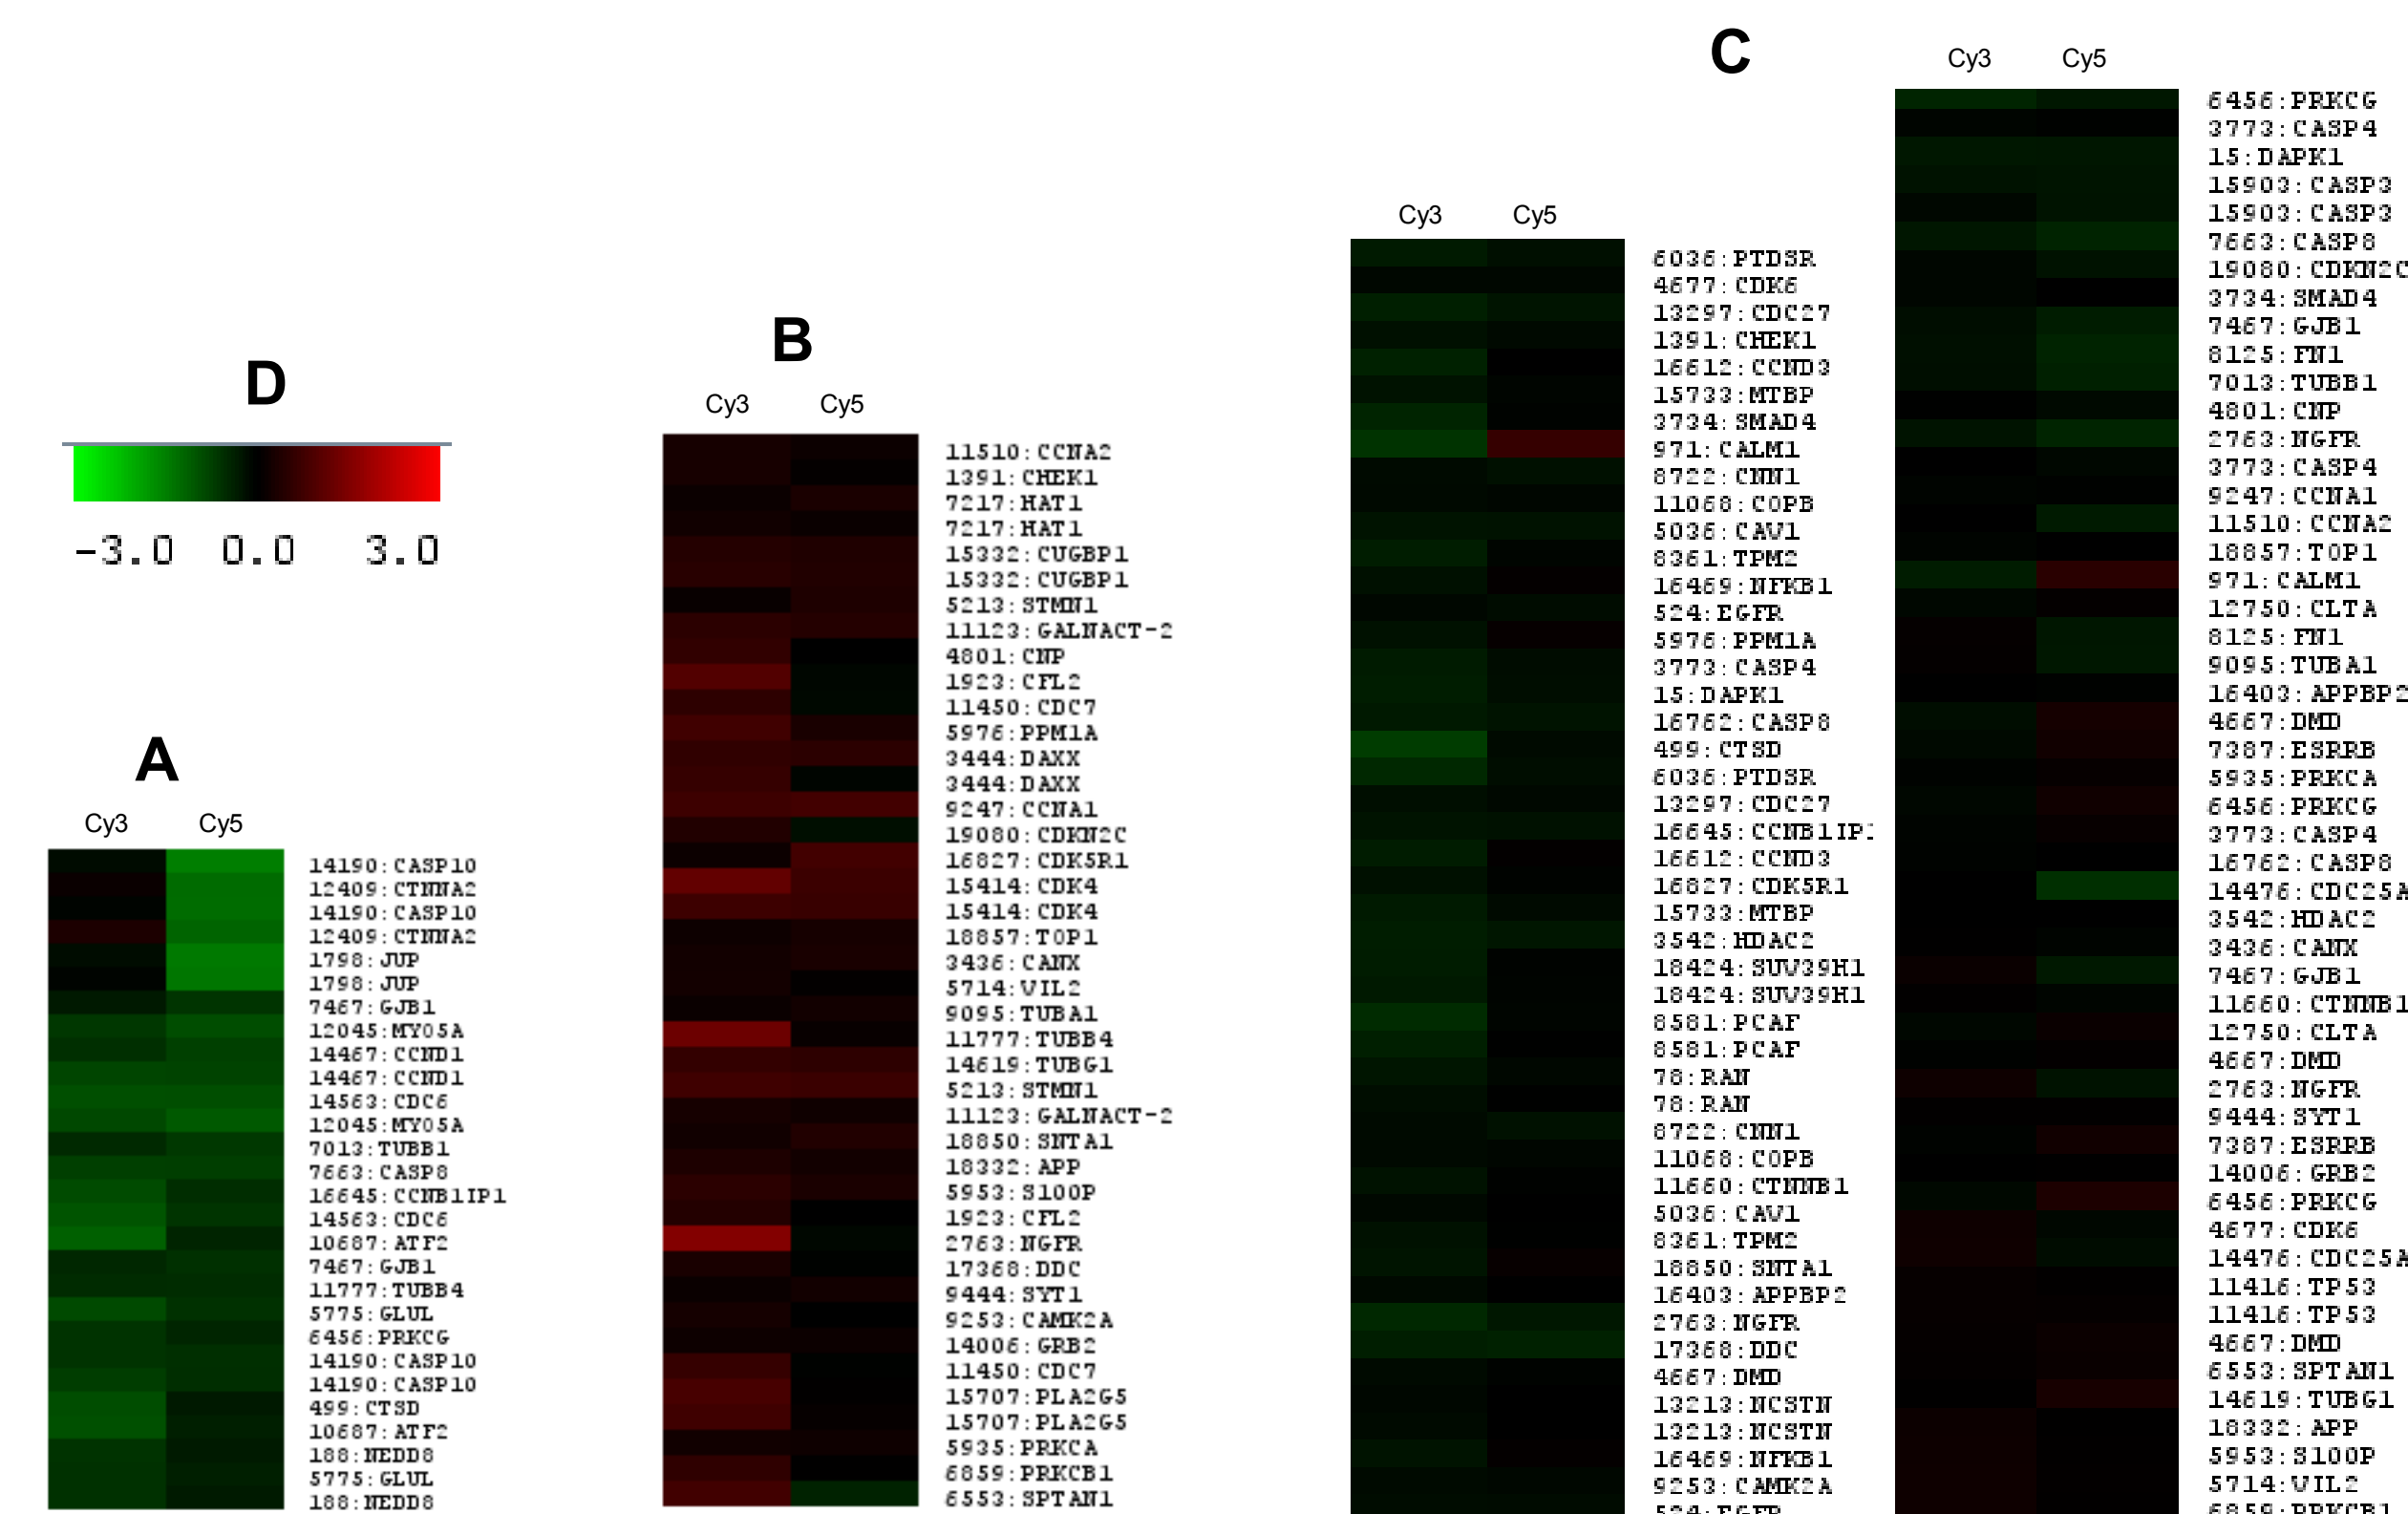 D
-3.0 0.0 3.0
A
Cy3 Cy5
14190:CASP10
12409:CTNNA2
14190:CASP10
12409:CTNNA2
1798:JUP
1798:JUP
7467:GJB1
12045:MYO5A
14467:CCND1
14467:CCND1
14563:CDC6
12045:MYO5A
7013:TUBB1
7663:CASP8
16645:CCNB1IP1
14563:CDC6
10687:ATF2
7467:GJB1
11777:TUBB4
5775:GLUL
6456:PRKCG
14190:CASP10
14190:CASP10
499:CTSD
10687:ATF2
188:NEDD8
5775:GLUL
188:NEDD8
B
Cy3 Cy5
11510:CCNA2
1391:CHEK1
7217:HAT1
7217:HAT1
15332:CUGBP1
15332:CUGBP1
5213:STMN1
11123:GALNACT-2
4801:CNP
1923:CFL2
11450:CDC7
5976:PPM1A
3444:DAXX
3444:DAXX
9247:CCNA1
19080:CDKN2C
16827:CDK5R1
15414:CDK4
15414:CDK4
18857:TOP1
3436:CANX
5714:VIL2
9095:TUBA1
11777:TUBB4
14619:TUBG1
5213:STMN1
11123:GALNACT-2
18850:SNTA1
18332:APP
5953:S100P
1923:CFL2
2763:NGFR
17368:DDC
9444:SYT1
9253:CAMK2A
14006:GRB2
11450:CDC7
15707:PLA2G5
15707:PLA2G5
5935:PRKCA
6859:PRKCB1
6553:SPTAN1
C
Cy3 Cy5
6036:PTDSR
4677:CDK6
13297:CDC27
1391:CHEK1
16612:CCND3
15733:MTBP
3734:SMAD4
971:CALM1
8722:CNN1
11068:COPB
5036:CAV1
8361:TPM2
16469:NFKB1
524:EGFR
5976:PPM1A
3773:CASP4
15:DAPK1
16762:CASP8
499:CTSD
6036:PTDSR
13297:CDC27
16645:CCNB1IP1
16612:CCND3
16827:CDK5R1
15733:MTBP
3542:HDAC2
18424:SUV39H1
18424:SUV39H1
8581:PCAF
8581:PCAF
78:RAN
78:RAN
8722:CNN1
11068:COPB
11660:CTNNB1
5036:CAV1
8361:TPM2
18850:SNTA1
16403:APPBP2
2763:NGFR
17368:DDC
4667:DMD
13213:NCSTN
13213:NCSTN
16469:NFKB1
9253:CAMK2A
524:EGFR
Cy3 Cy5
6456:PRKCG
3773:CASP4
15:DAPK1
15903:CASP3
15903:CASP3
7663:CASP8
19080:CDKN2C
3734:SMAD4
7467:GJB1
8125:FN1
7013:TUBB1
4801:CNP
2763:NGFR
3773:CASP4
9247:CCNA1
11510:CCNA2
18857:TOP1
971:CALM1
12750:CLTA
8125:FN1
9095:TUBA1
16403:APPBP2
4667:DMD
7387:ESRRB
5935:PRKCA
6456:PRKCG
3773:CASP4
16762:CASP8
14476:CDC25A
3542:HDAC2
3436:CANX
7467:GJB1
11660:CTNNB1
12750:CLTA
4667:DMD
2763:NGFR
9444:SYT1
7387:ESRRB
14006:GRB2
6456:PRKCG
4677:CDK6
14476:CDC25A
11416:TP53
11416:TP53
4667:DMD
6553:SPTAN1
14619:TUBG1
18332:APP
5953:S100P
5714:VIL2
6859:PRKCB1